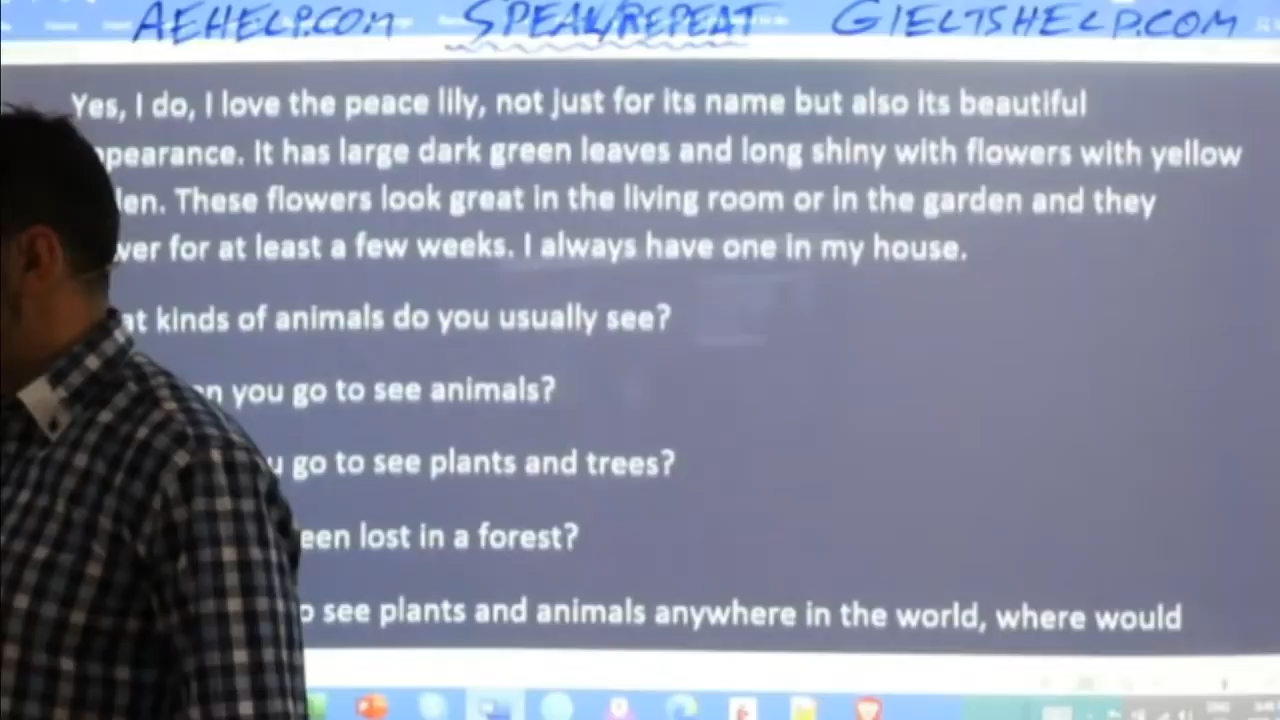 AEHELP.COM SPEAK/REPEAT GIELTSHELP.COM
Yes, I do, I love the peace lily, not just for its name but also its beautiful
pearance. It has large dark green leaves and long shiny with flowers with yellow
len. These flowers look great in the living room or in the garden and they
wer for at least a few weeks. I always have one in my house.
at kinds of animals do you usually see?
n you go to see animals?
u go to see plants and trees?
een lost in a forest?
o see plants and animals anywhere in the world, where would